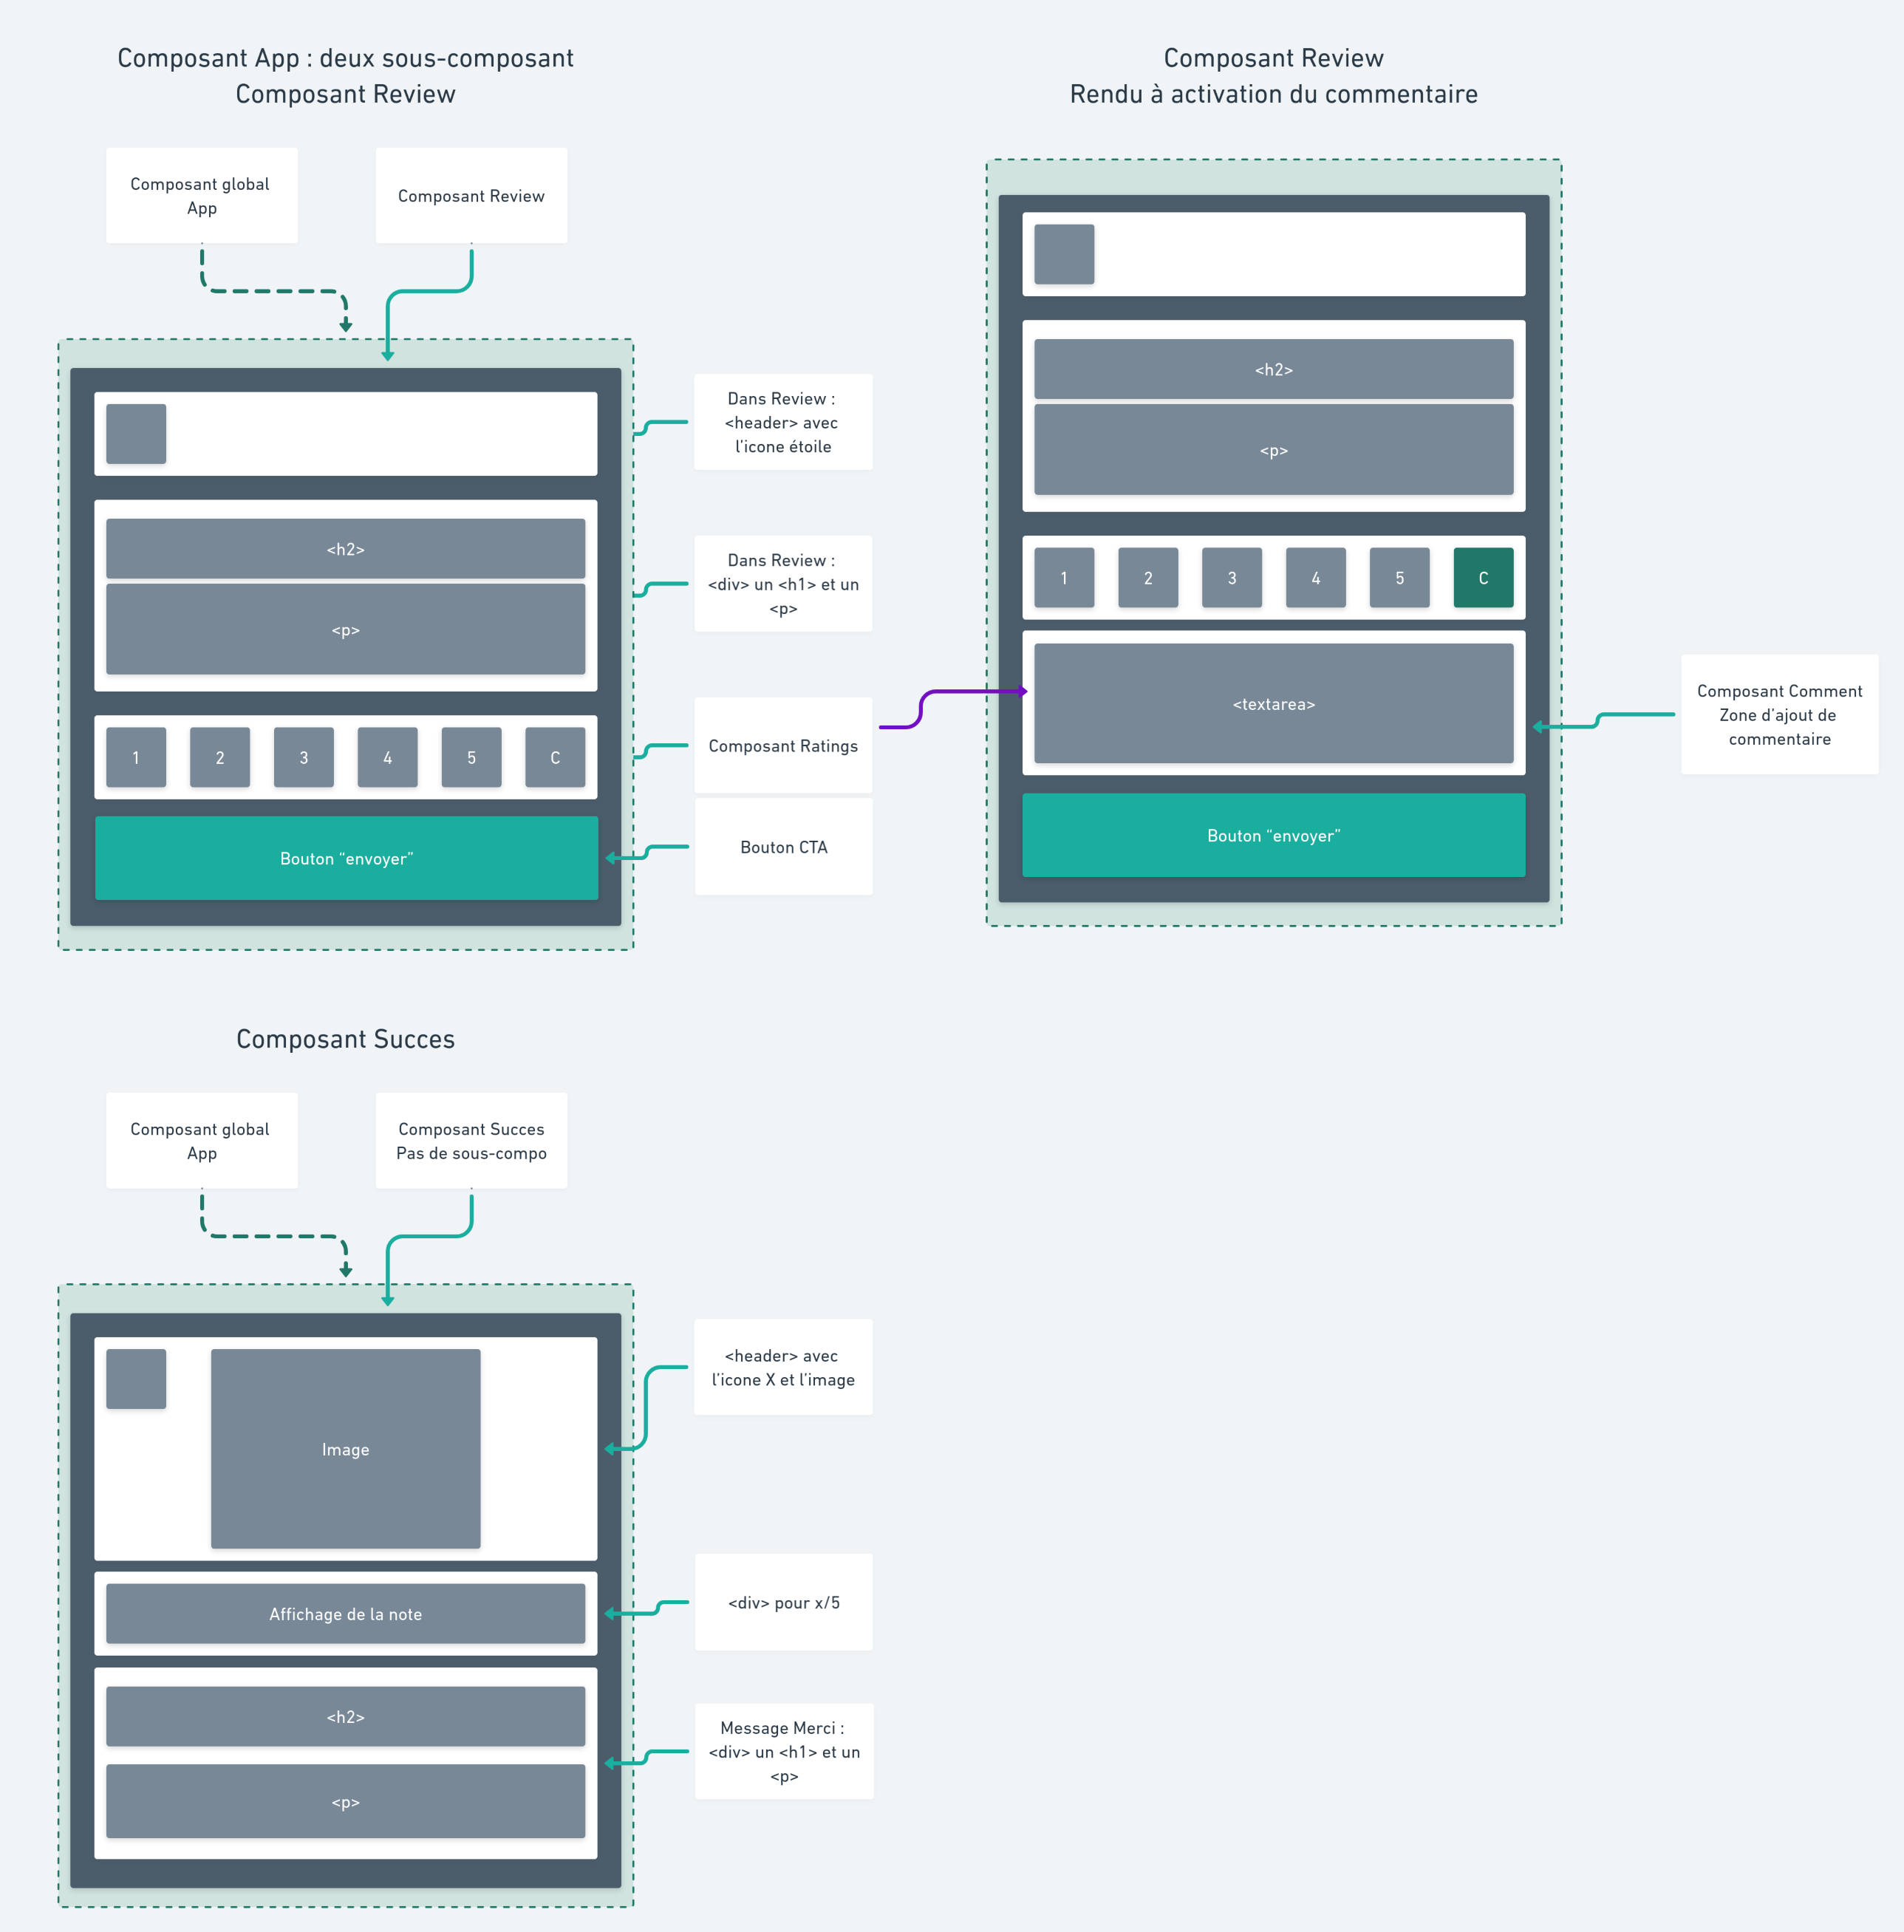 Composant App : deux sous-composant
Composant Review
Composant global
App
Composant Review
Dans Review :
<header> avec
l'icone étoile
<h2>
<p>
Dans Review :
<div> un <h1> et un
<p>
1 2 3 4 5 C
Composant Ratings
Bouton “envoyer”
Bouton CTA
Composant Review
Rendu à activation du commentaire
<h2>
<p>
1 2 3 4 5 C
<textarea>
Composant Comment
Zone d'ajout de
commentaire
Bouton “envoyer”
Composant Succes
Composant global
App
Composant Succes
Pas de sous-compo
Image
<header> avec
l'icone X et l'image
Affichage de la note
<div> pour x/5
<h2>
<p>
Message Merci :
<div> un <h1> et un
<p>